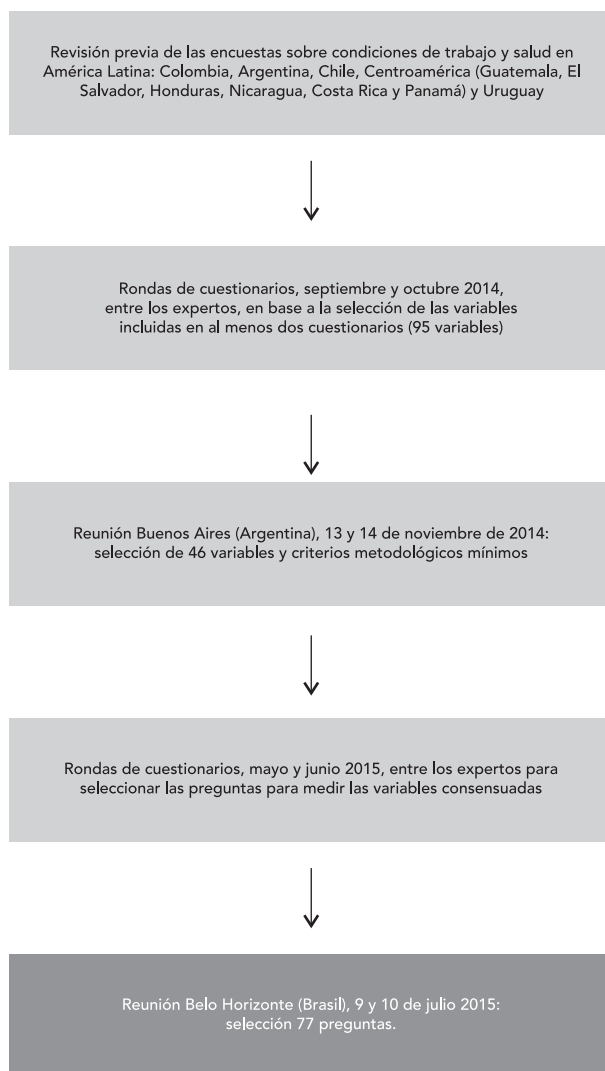 Revisión previa de las encuestas sobre condiciones de trabajo y salud en
América Latina: Colombia, Argentina, Chile, Centroamérica (Guatemala, El
Salvador, Honduras, Nicaragua, Costa Rica y Panamá) y Uruguay
Rondas de cuestionarios, septiembre y octubre 2014,
entre los expertos, en base a la selección de las variables
incluidas en al menos dos cuestionarios (95 variables)
Reunión Buenos Aires (Argentina), 13 y 14 de noviembre de 2014:
selección de 46 variables y criterios metodológicos mínimos
Rondas de cuestionarios, mayo y junio 2015, entre los expertos para
seleccionar las preguntas para medir las variables consensuadas
Reunión Belo Horizonte (Brasil), 9 y 10 de julio 2015:
selección 77 preguntas.